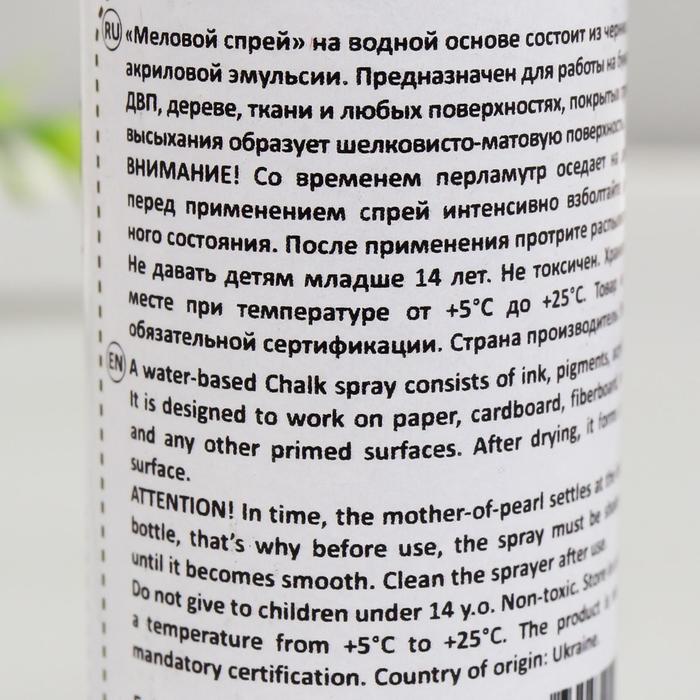 RU «Меловой спрей» на водной основе состоит из
акриловой эмульсии. Предназначен для работы на
ДВП, дереве, ткани и любых поверхностях,
высыхания образует шелковисто-матовую
ВНИМАНИЕ! Со временем перламутр оседает на
перед применением спрей интенсивно
ного состояния. После применения протрите
Не давать детям младше 14 лет. Не токсичен.
месте при температуре от +5°С до +25°С. Товар
обязательной сертификации. Страна производитель
EN A water-based Chalk spray consists of ink, pigments,
It is designed to work on paper, cardboard, fiberboard,
and any other primed surfaces. After drying, it
surface.
ATTENTION! In time, the mother-of-pearl settles at the
bottle, that's why before use, the spray must be
until it becomes smooth. Clean the sprayer after use.
Do not give to children under 14 y.o. Non-toxic. Store
a temperature from +5°C to +25°C. The product is
mandatory certification. Country of origin: Ukraine.